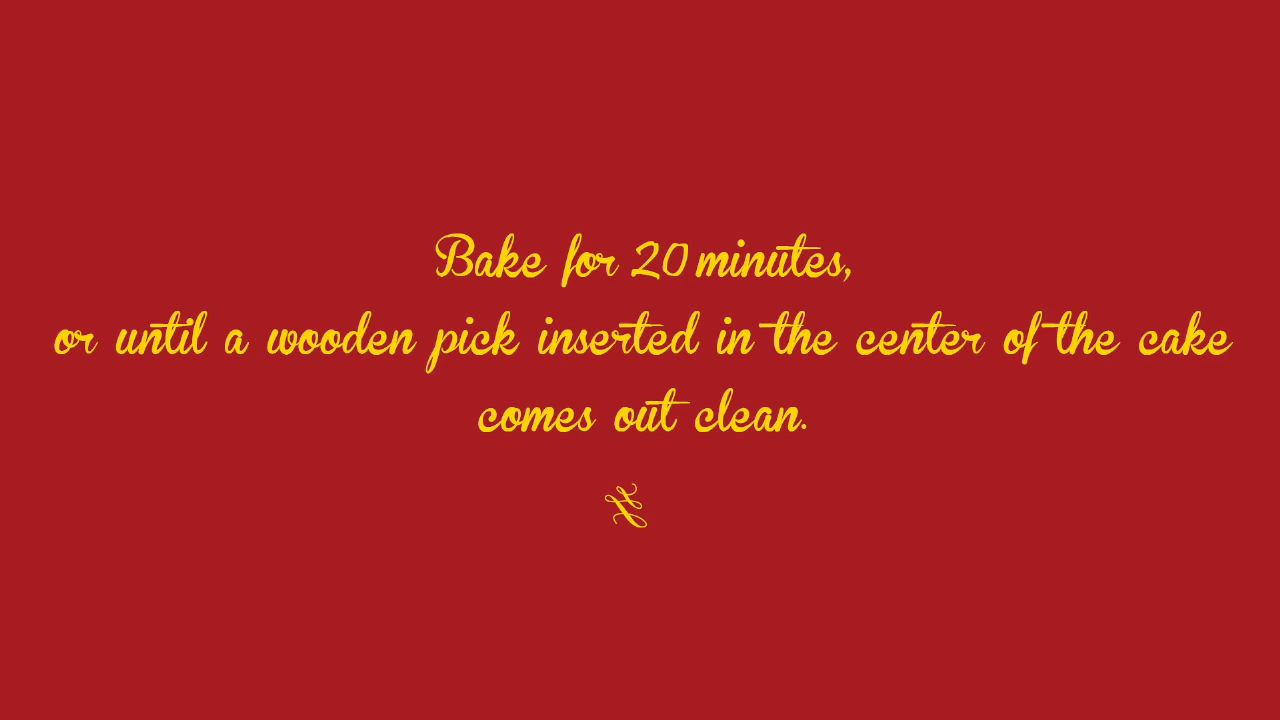 Bake for 20 minutes,
or until a wooden pick inserted in the center of the cake
comes out clean.